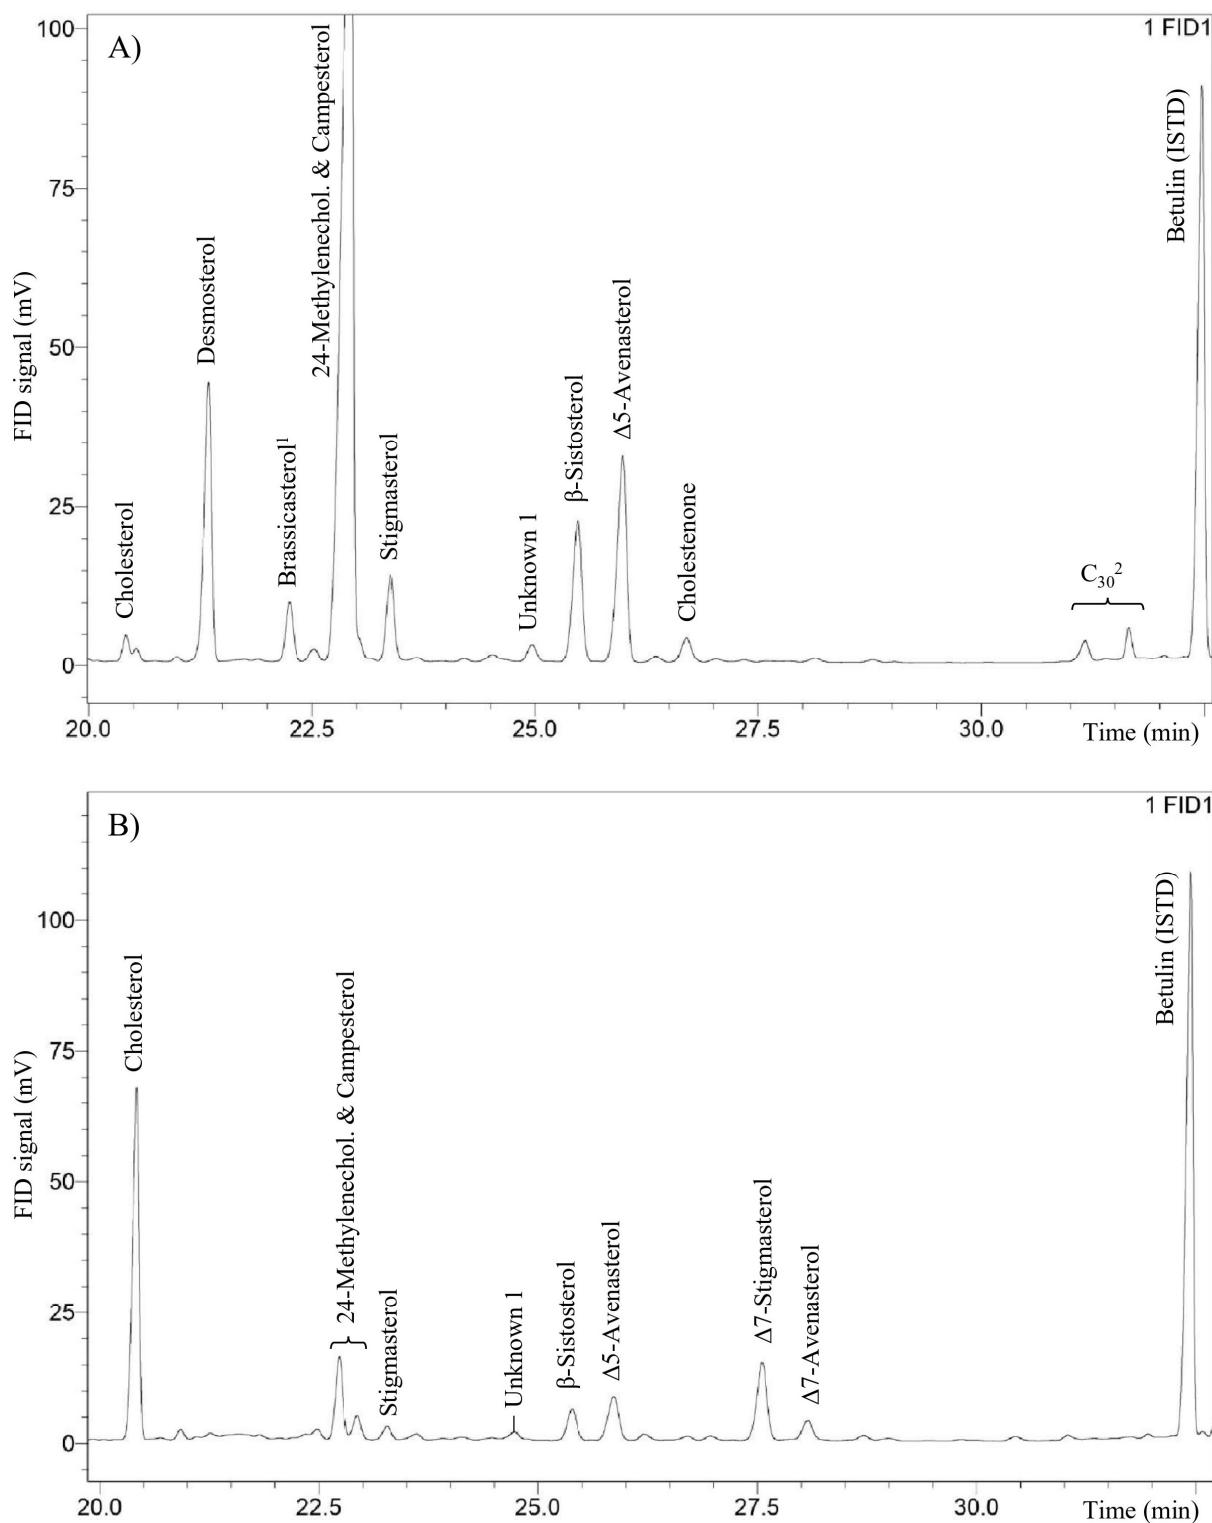 1 FID1
A)
100
75
50
25
0
FID signal (mV)
Cholesterol
Desmosterol
Brassicasterol¹
24-Methylenechol. & Campesterol
Stigmasterol
Unknown 1
β-Sistosterol
Δ5-Avenasterol
Cholestenone
C₃₀²
Betulin (ISTD)
20.0
22.5
25.0
27.5
30.0
Time (min)
1 FID1
B)
100
75
50
25
0
FID signal (mV)
Cholesterol
24-Methylenechol. & Campesterol
Stigmasterol
Unknown 1
β-Sistosterol
Δ5-Avenasterol
Δ7-Stigmasterol
Δ7-Avenasterol
Betulin (ISTD)
20.0
22.5
25.0
27.5
30.0
Time (min)